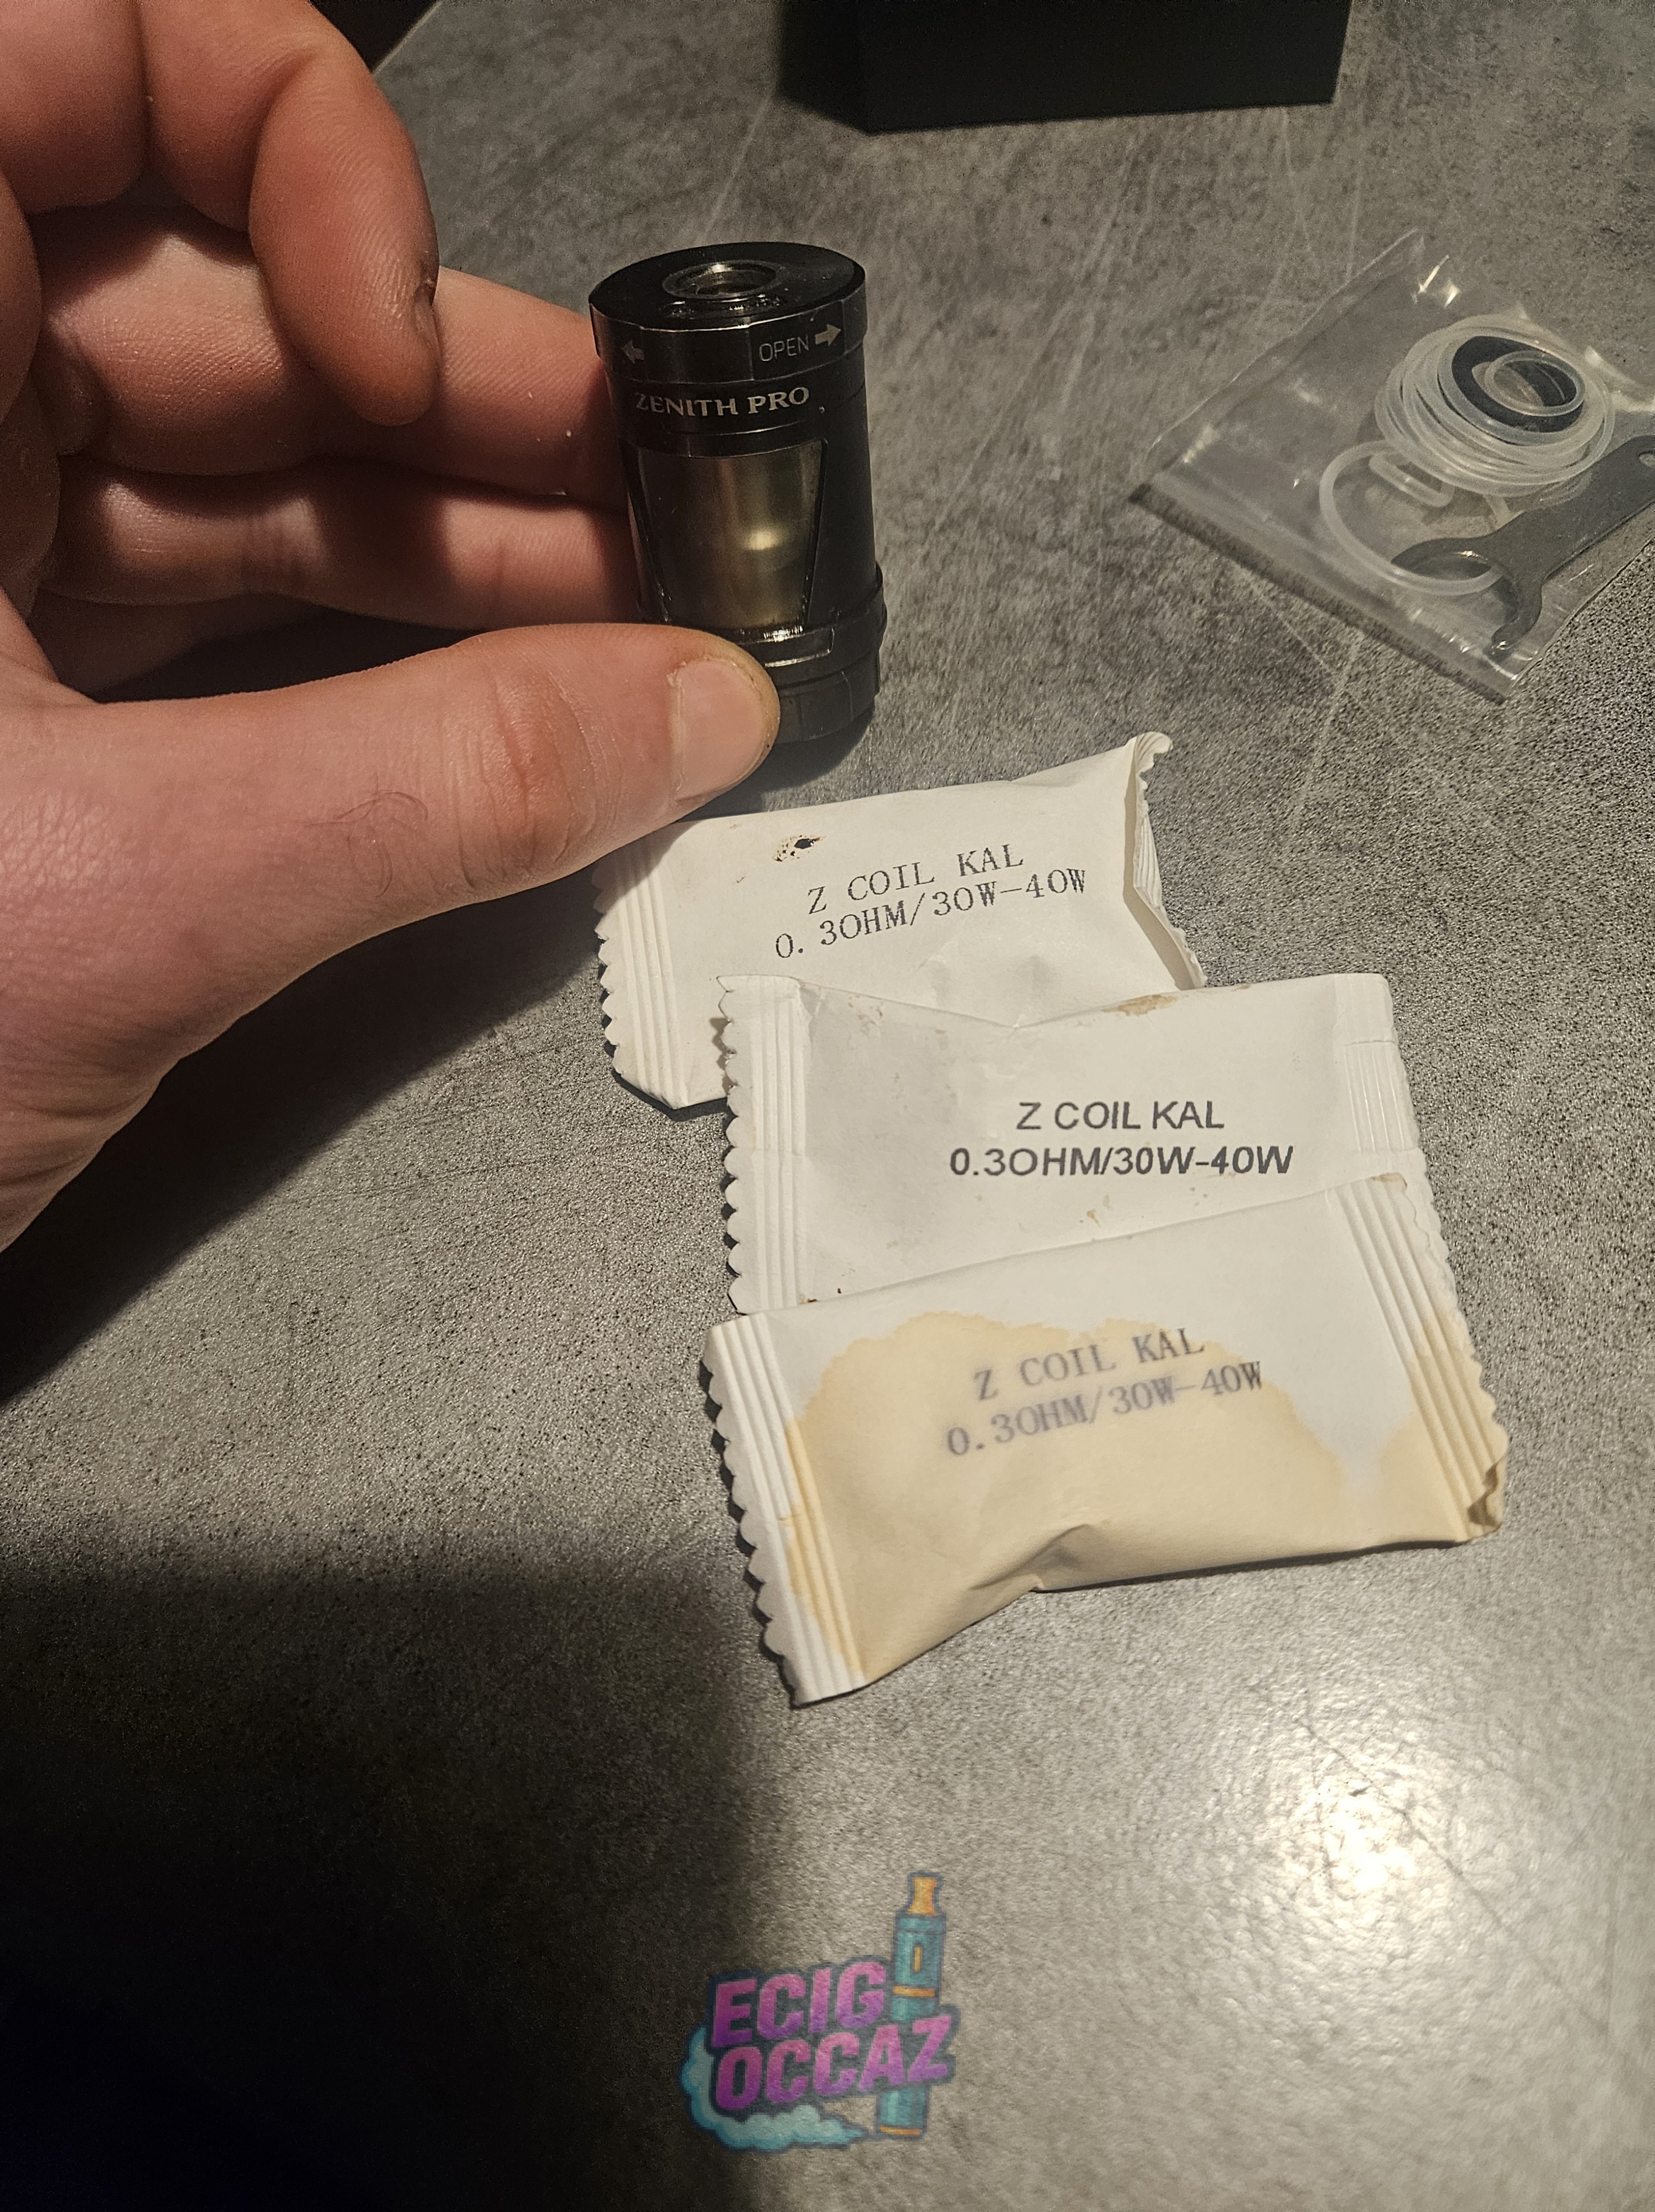 OPEN
ZENITH PRO
Z COIL KAL
0.3OHM/30W-40W
Z COIL KAL
0.3OHM/30W-40W
Z COIL KAL
0.3OHM/30W-40W
ECIG
OCCAZ